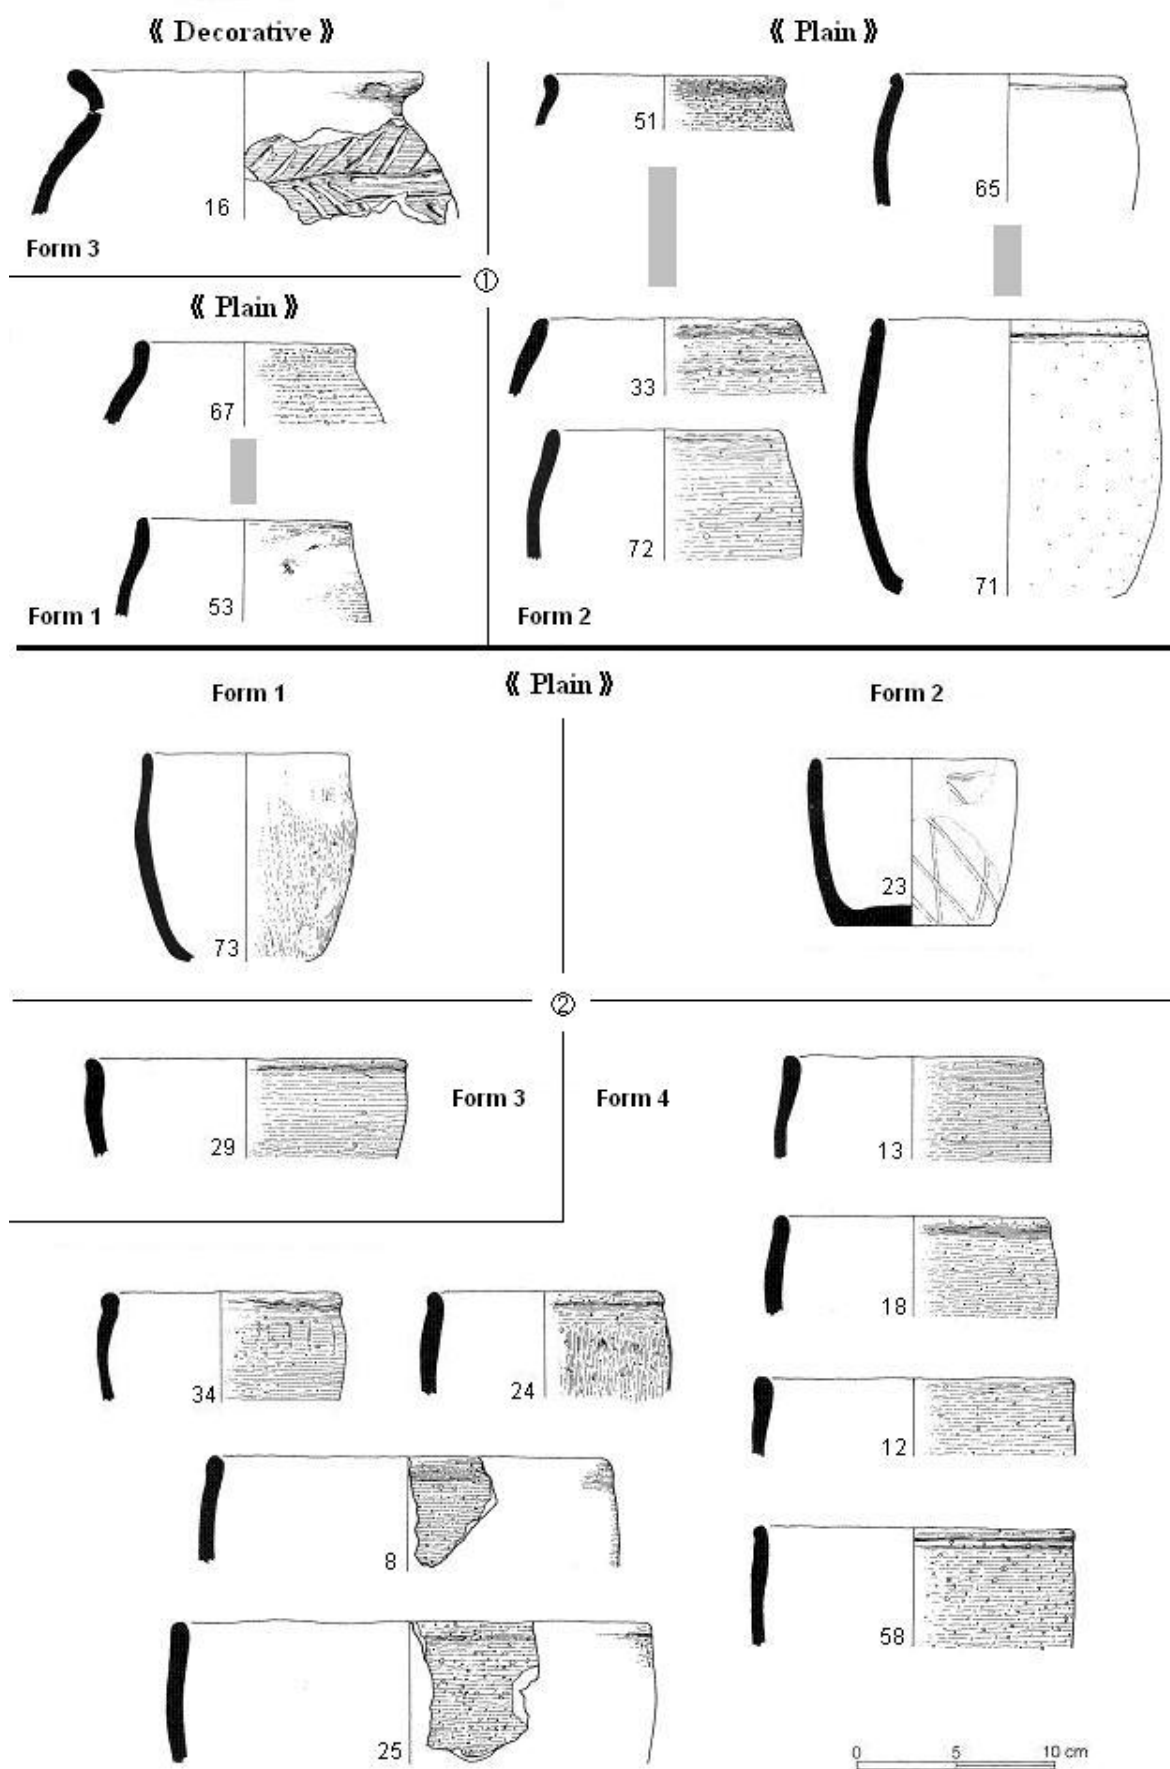 ⟪ Decorative ⟫
⟪ Plain ⟫
16
Form 3
51
65
①
⟪ Plain ⟫
67
53
Form 1
33
72
71
Form 2
Form 1
⟪ Plain ⟫
Form 2
73
23
②
29
Form 3
Form 4
13
18
34
24
12
8
58
25
0 5 10 cm